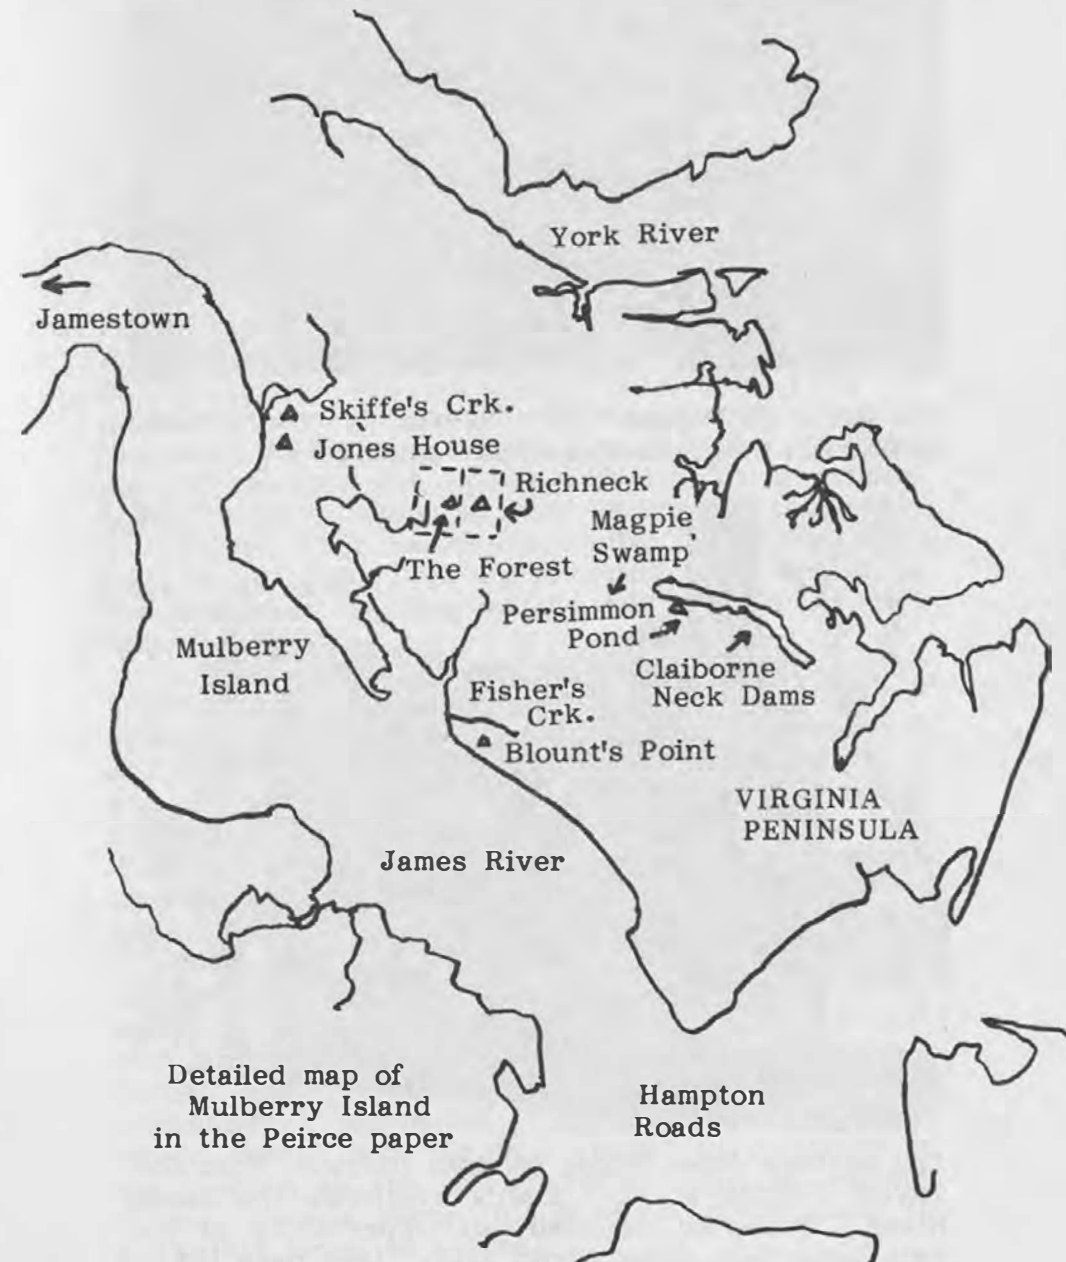 York River
Jamestown
Skiffe's Crk.
Jones House
Richneck
Magpie
Swamp
The Forest
Persimmon
Pond
Claiborne
Neck Dams
Mulberry
Island
Fisher's
Crk.
Blount's Point
VIRGINIA
PENINSULA
James River
Detailed map of
Mulberry Island
in the Peirce paper
Hampton
Roads